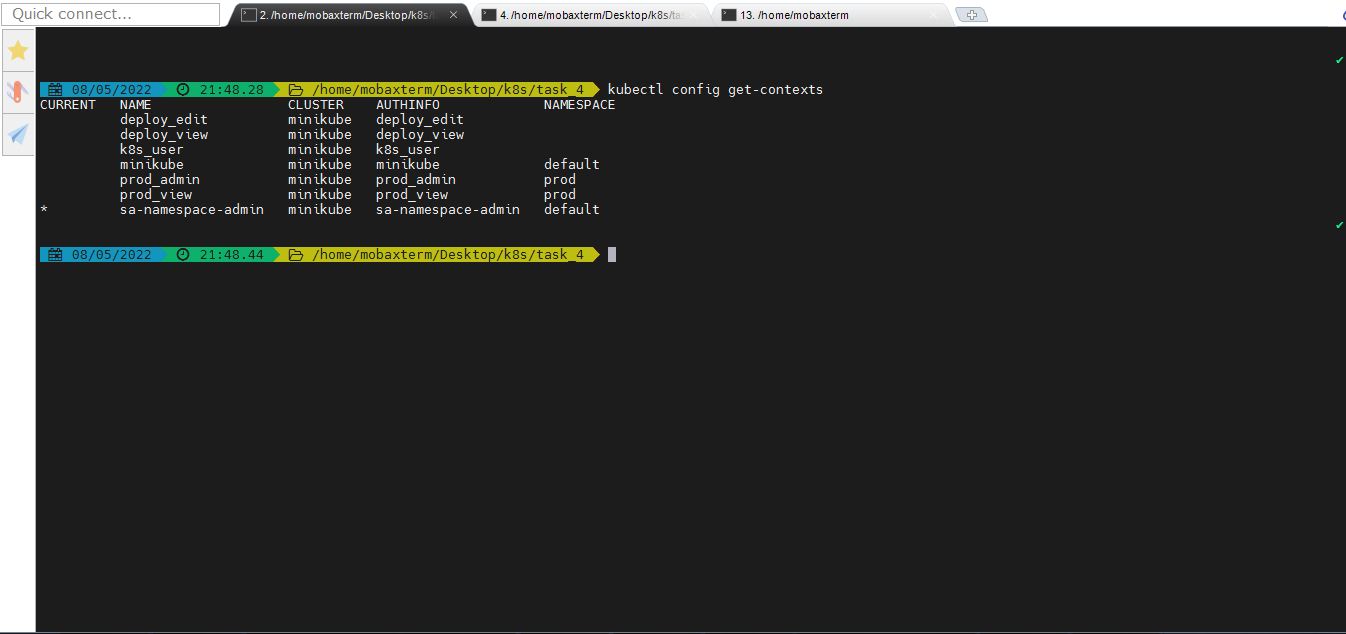 Quick connect...
2. /home/mobaxterm/Desktop/k8s/
4. /home/mobaxterm/Desktop/k8s/ta
13. /home/mobaxterm
08/05/2022 21:48.28 /home/mobaxterm/Desktop/k8s/task_4 kubectl config get-contexts
CURRENT NAME CLUSTER AUTHINFO NAMESPACE
deploy_edit minikube deploy_edit
deploy_view minikube deploy_view
k8s_user minikube k8s_user
minikube minikube minikube default
prod_admin minikube prod_admin prod
prod_view minikube prod_view prod
* sa-namespace-admin minikube sa-namespace-admin default
08/05/2022 21:48.44 /home/mobaxterm/Desktop/k8s/task_4